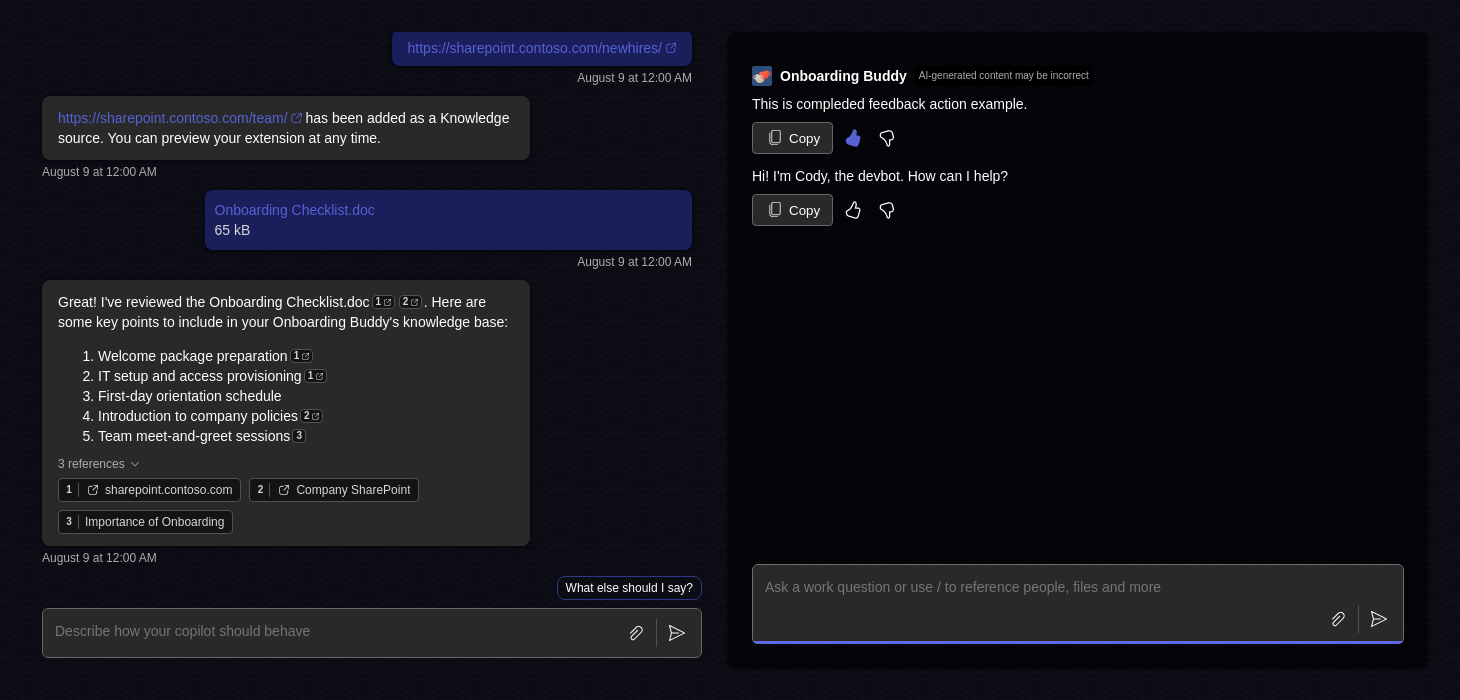 https://sharepoint.contoso.com/newhires/
August 9 at 12:00 AM
https://sharepoint.contoso.com/team/ has been added as a Knowledge
source. You can preview your extension at any time.
August 9 at 12:00 AM
Onboarding Checklist.doc
65 kB
August 9 at 12:00 AM
Great! I've reviewed the Onboarding Checklist.doc 1 2 . Here are
some key points to include in your Onboarding Buddy's knowledge base:
1. Welcome package preparation 1
2. IT setup and access provisioning 1
3. First-day orientation schedule
4. Introduction to company policies 2
5. Team meet-and-greet sessions 3
3 references
1 sharepoint.contoso.com 2 Company SharePoint
3 Importance of Onboarding
August 9 at 12:00 AM
What else should I say?
Describe how your copilot should behave
Onboarding Buddy AI-generated content may be incorrect
This is compleded feedback action example.
Copy
Hi! I'm Cody, the devbot. How can I help?
Copy
Ask a work question or use / to reference people, files and more